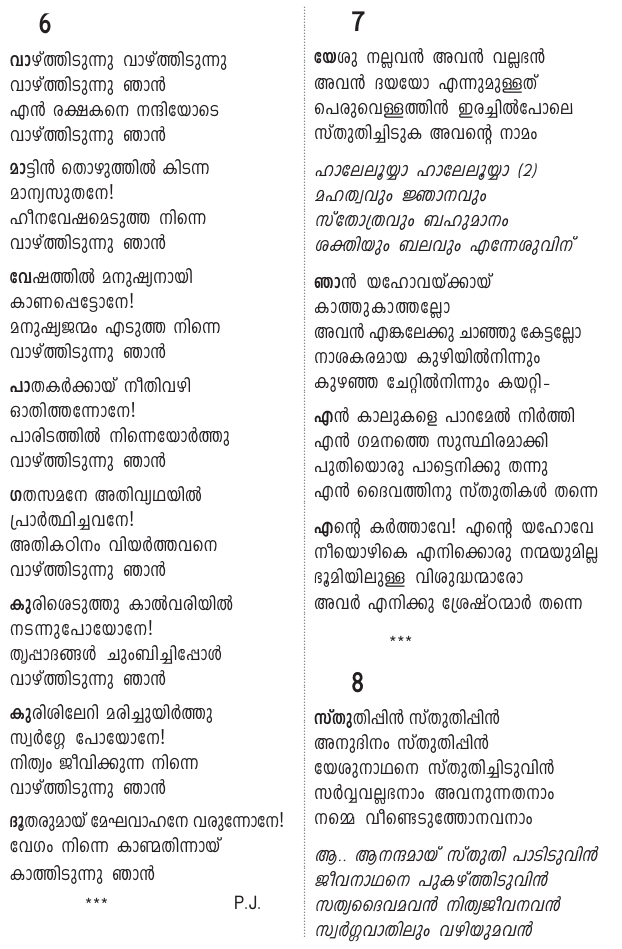 6
വാഴ്ത്തിടുന്നു വാഴ്ത്തിടുന്നു
വാഴ്ത്തിടുന്നു ഞാൻ
എൻ രക്ഷകനെ നന്ദിയോടെ
വാഴ്ത്തിടുന്നു ഞാൻ
മാട്ടിൻ തൊഴുത്തിൽ കിടന്ന
മാന്യസുതനേ!
ഹീനവേഷമെടുത്ത നിന്നെ
വാഴ്ത്തിടുന്നു ഞാൻ
വേഷത്തിൽ മനുഷ്യനായി
കാണപ്പെട്ടോനേ!
മനുഷ്യജന്മം എടുത്ത നിന്നെ
വാഴ്ത്തിടുന്നു ഞാൻ
പാതകർക്കായ് നീതിവഴി
ഓതിത്തന്നോനേ!
പാരിടത്തിൽ നിന്നെയോർത്തു
വാഴ്ത്തിടുന്നു ഞാൻ
ഗതസമനേ അതിവ്യഥയിൽ
പ്രാർത്ഥിച്ചവനേ!
അതികഠിനം വിയർത്തവനെ
വാഴ്ത്തിടുന്നു ഞാൻ
കുരിശെടുത്തു കാൽവരിയിൽ
നടന്നുപോയോനേ!
തൃപ്പാദങ്ങൾ ചുംബിച്ചിപ്പോൾ
വാഴ്ത്തിടുന്നു ഞാൻ
കുരിശിലേറി മരിച്ചുയിർത്തു
സ്വർഗ്ഗേ പോയോനേ!
നിത്യം ജീവിക്കുന്ന നിന്നെ
വാഴ്ത്തിടുന്നു ഞാൻ
ദൂതരുമായ് മേഘവാഹനേ വരുന്നോനേ!
വേഗം നിന്നെ കാണ്മതിന്നായ്
കാത്തിടുന്നു ഞാൻ
*** P.J.
7
യേശു നല്ലവൻ അവൻ വല്ലഭൻ
അവൻ ദയയോ എന്നുമുള്ളത്
പെരുവെള്ളത്തിൻ ഇരച്ചിൽപോലെ
സ്തുതിച്ചിടുക അവന്റെ നാമം
ഹാലേലൂയ്യാ ഹാലേലൂയ്യാ (2)
മഹത്വവും ജ്ഞാനവും
സ്തോത്രവും ബഹുമാനം
ശക്തിയും ബലവും എന്നേശുവിന്
ഞാൻ യഹോവയ്ക്കായ്
കാത്തുകാത്തല്ലോ
അവൻ എങ്കലേക്കു ചാഞ്ഞു കേട്ടല്ലോ
നാശകരമായ കുഴിയിൽനിന്നും
കുഴഞ്ഞ ചേറ്റിൽനിന്നും കയറ്റി-
എൻ കാലുകളെ പാറമേൽ നിർത്തി
എൻ ഗമനത്തെ സുസ്ഥിരമാക്കി
പുതിയൊരു പാട്ടെനിക്കു തന്നു
എൻ ദൈവത്തിനു സ്തുതികൾ തന്നെ
എന്റെ കർത്താവേ! എന്റെ യഹോവേ
നീയൊഴികെ എനിക്കൊരു നന്മയുമില്ല
ഭൂമിയിലുള്ള വിശുദ്ധന്മാരോ
അവർ എനിക്കു ശ്രേഷ്ഠന്മാർ തന്നെ
***
8
സ്തുതിപ്പിൻ സ്തുതിപ്പിൻ
അനുദിനം സ്തുതിപ്പിൻ
യേശുനാഥനെ സ്തുതിച്ചിടുവിൻ
സർവ്വവല്ലഭനാം അവനുന്നതനാം
നമ്മെ വീണ്ടെടുത്തോനവനാം
ആ.. ആനന്ദമായ് സ്തുതി പാടിടുവിൻ
ജീവനാഥനെ പുകഴ്ത്തിടുവിൻ
സത്യദൈവമവൻ നിത്യജീവനവൻ
സ്വർഗ്ഗവാതിലും വഴിയുമവൻ